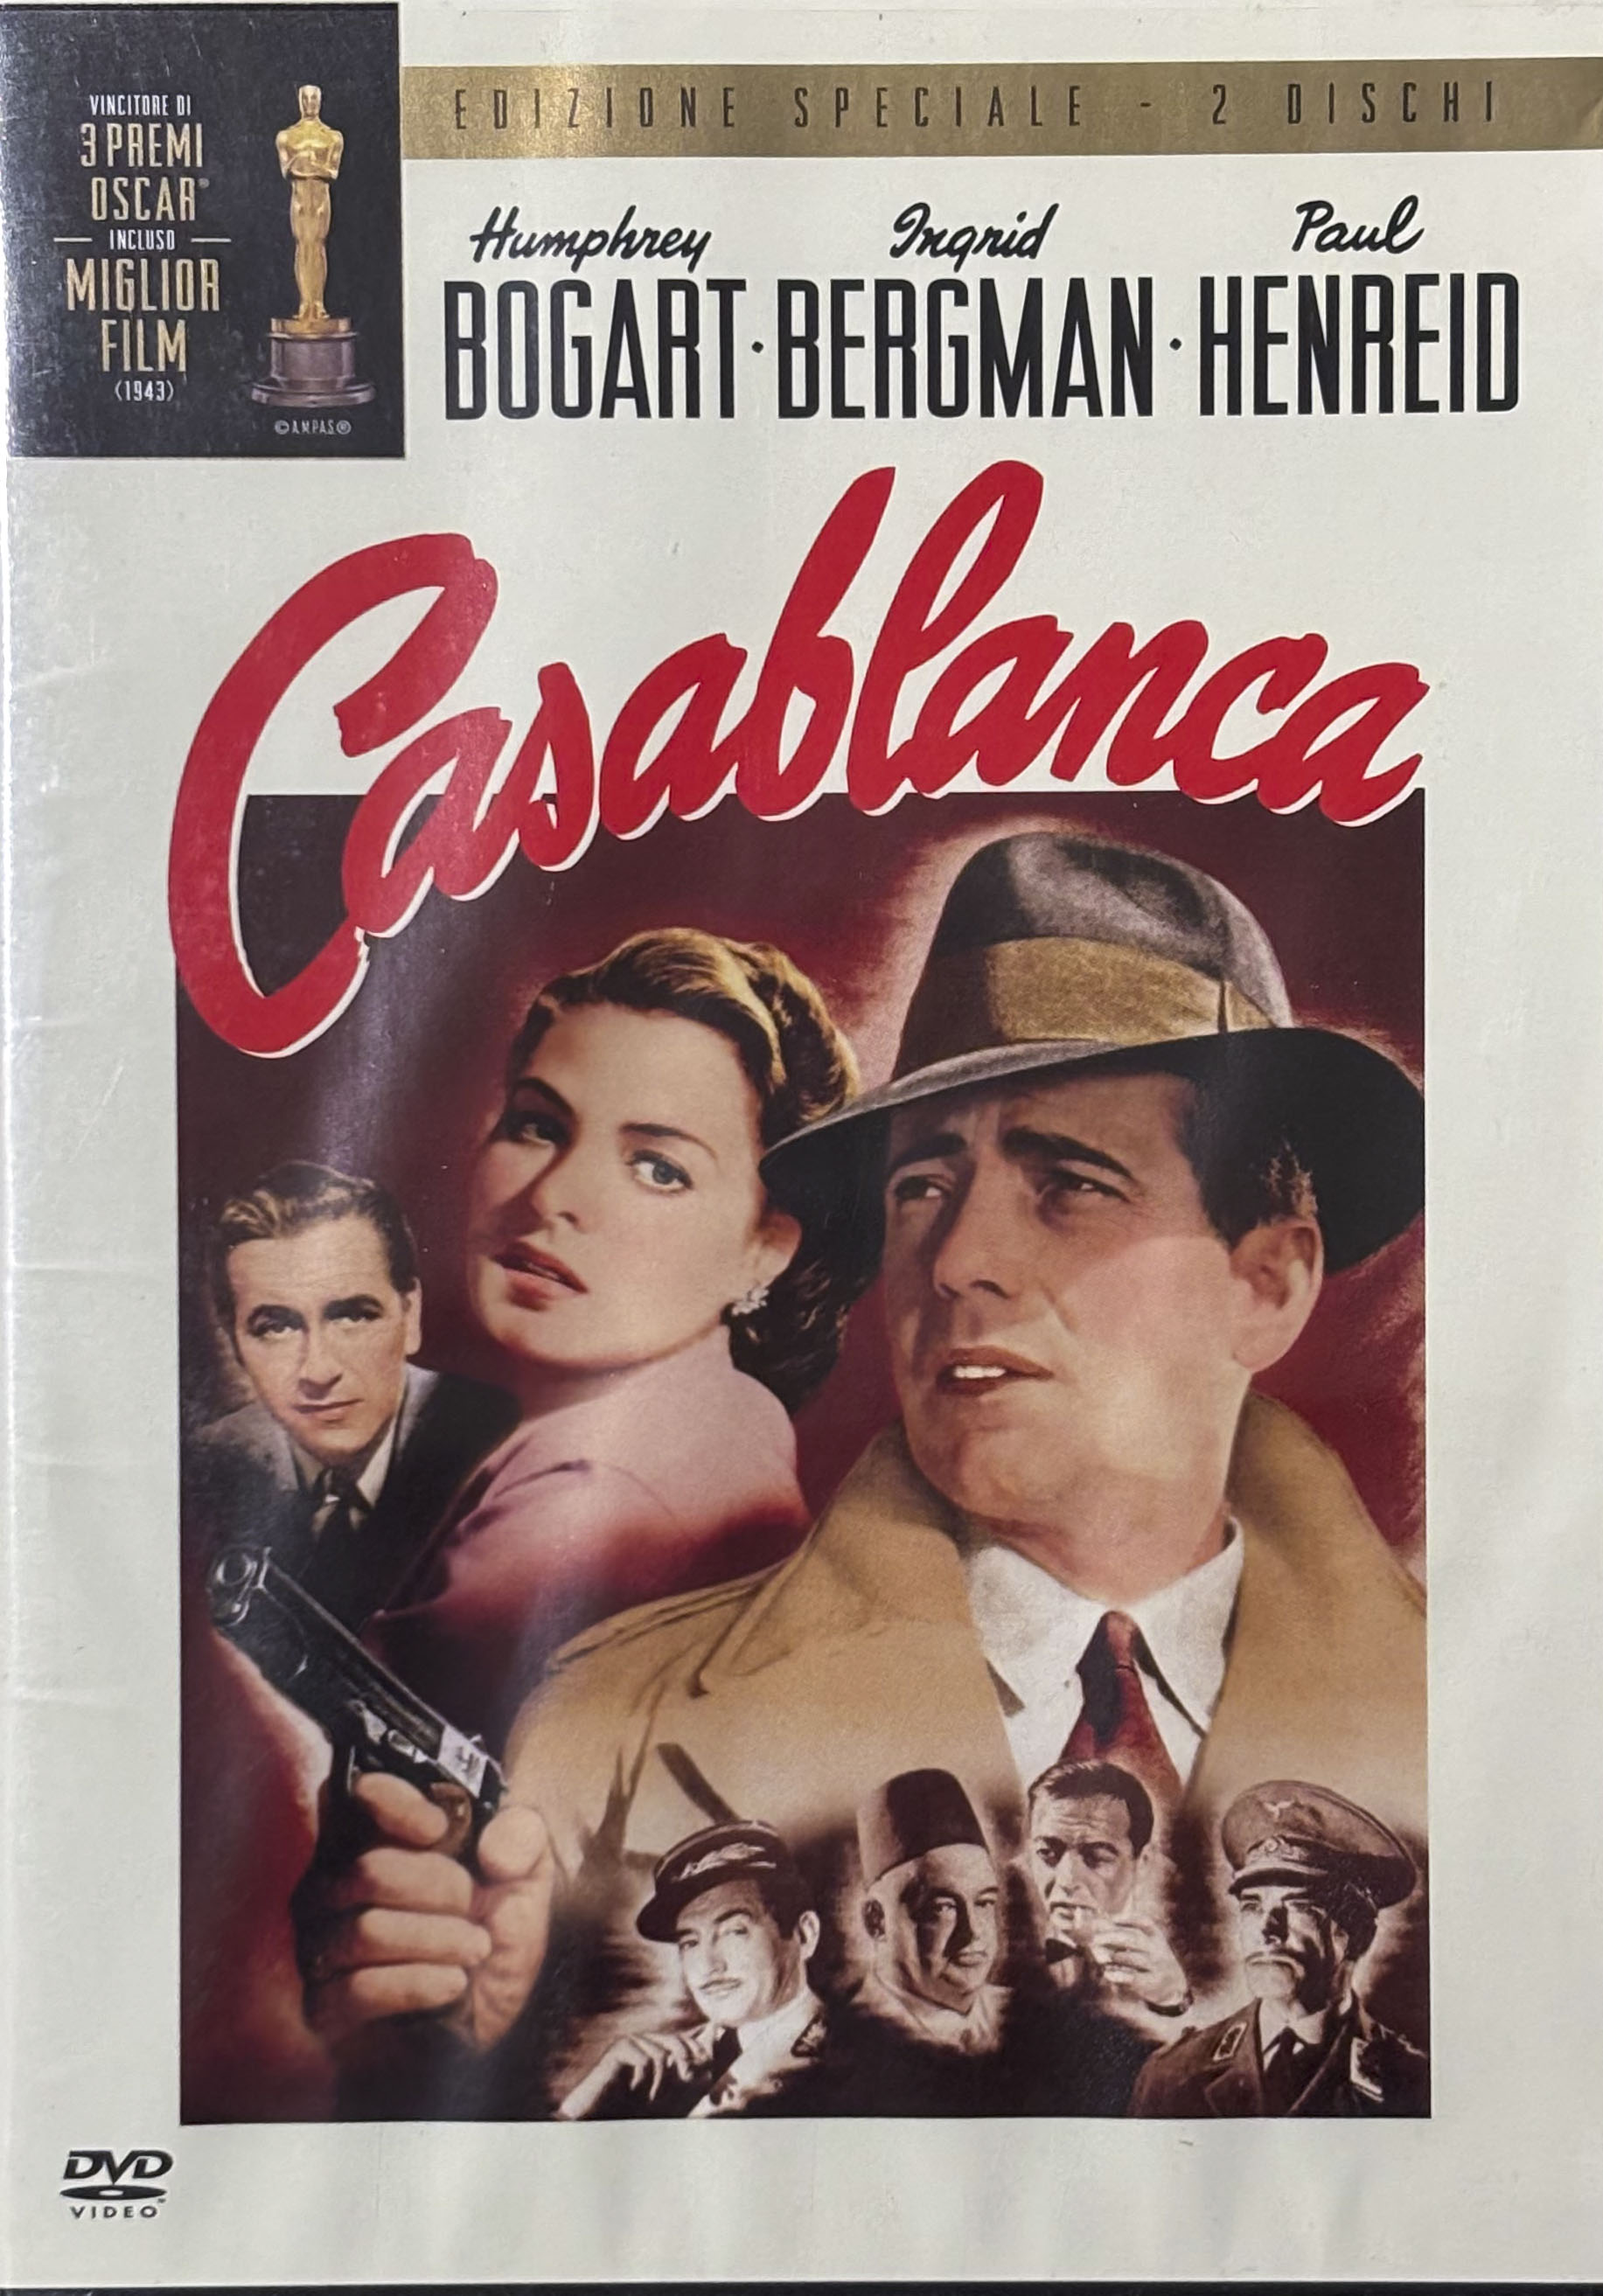 VINCITORE DI
3 PREMI
OSCAR®
INCLUSO
MIGLIOR
FILM
(1943)
©A.M.P.A.S.®
EDIZIONE SPECIALE - 2 DISCHI
Humphrey Ingrid Paul
BOGART · BERGMAN · HENREID
Casablanca
DVD
VIDEO™